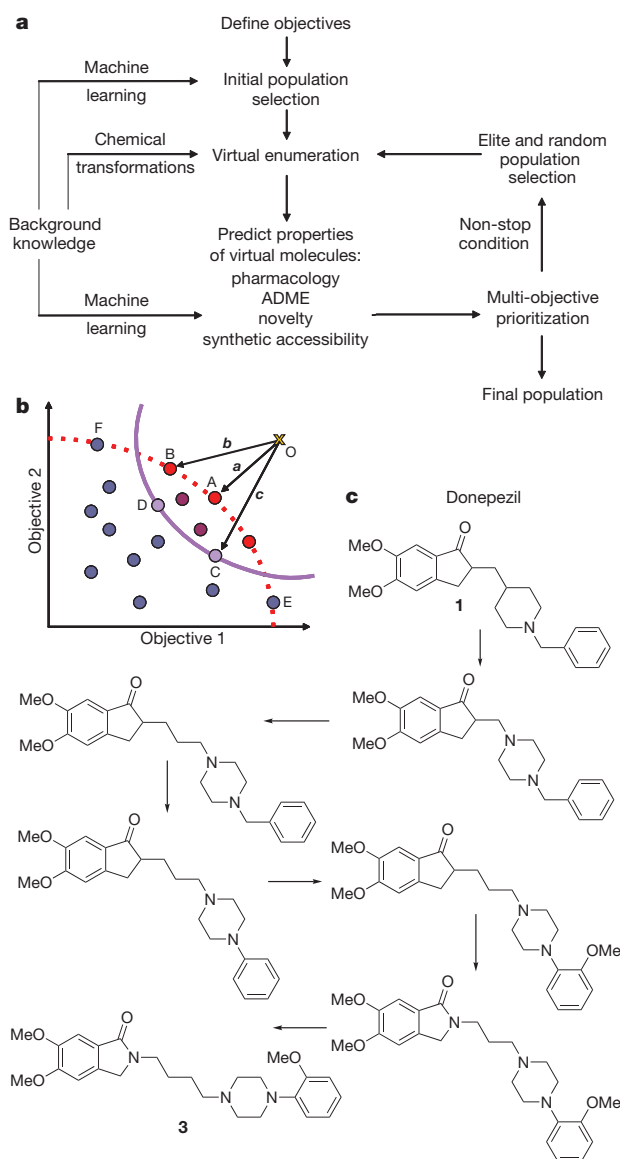 a
Define objectives
Machine
learning
Initial population
selection
Chemical
transformations
Virtual enumeration
Elite and random
population
selection
Background
knowledge
Non-stop
condition
Predict properties
of virtual molecules:
pharmacology
ADME
novelty
synthetic accessibility
Machine
learning
Multi-objective
prioritization
Final population
b
Objective 2
Objective 1
F
B
b
O
a
A
c
D
C
E
c
Donepezil
O
MeO
MeO
1
N
O
MeO
MeO
N
N
O
MeO
MeO
N
N
O
MeO
MeO
N
N
O
MeO
MeO
N
N
MeO
O
MeO
MeO
N
N
N
OMe
O
MeO
MeO
N
N
N
MeO
3